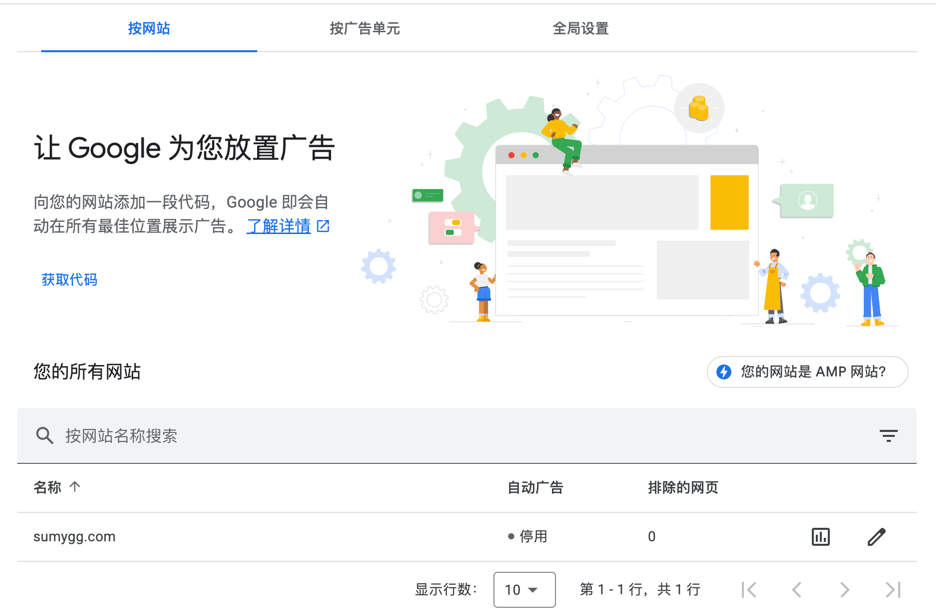 按网站 按广告单元 全局设置
让 Google 为您放置广告
向您的网站添加一段代码，Google 即会自
动在所有最佳位置展示广告。 了解详情
获取代码
您的所有网站 您的网站是 AMP 网站?
按网站名称搜索
名称 自动广告 排除的网页
sumygg.com 停用 0
显示行数： 10 第 1 - 1 行，共 1 行